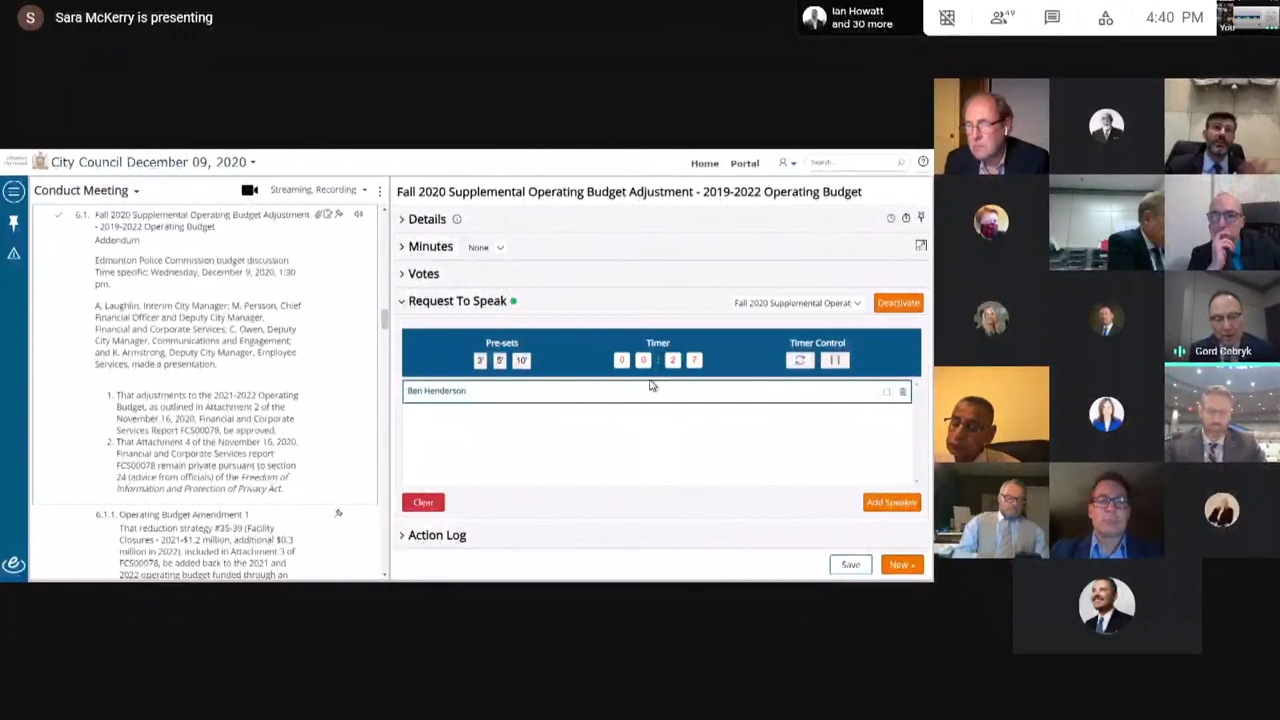 S Sara McKerry is presenting
Ian Howatt
and 30 more
49
4:40 PM
You
City Council December 09, 2020
Home Portal
Search...
Conduct Meeting
Streaming, Recording
6.1. Fall 2020 Supplemental Operating Budget Adjustment
- 2019-2022 Operating Budget
Addendum
Edmonton Police Commission budget discussion
Time specific: Wednesday, December 9, 2020, 1:30
pm.
A. Laughlin, Interim City Manager; M. Persson, Chief
Financial Officer and Deputy City Manager,
Financial and Corporate Services; C. Owen, Deputy
City Manager, Communications and Engagement;
and K. Armstrong, Deputy City Manager, Employee
Services, made a presentation.
1. That adjustments to the 2021-2022 Operating
Budget, as outlined in Attachment 2 of the
November 16, 2020, Financial and Corporate
Services Report FCS00078, be approved.
2. That Attachment 4 of the November 16, 2020,
Financial and Corporate Services report
FCS00078 remain private pursuant to section
24 (advice from officials) of the Freedom of
Information and Protection of Privacy Act.
6.1.1. Operating Budget Amendment 1
That reduction strategy #35-39 (Facility
Closures - 2021-$1.2 million, additional $0.3
million in 2022), included in Attachment 3 of
FCS00078, be added back to the 2021 and
2022 operating budget funded through an
Fall 2020 Supplemental Operating Budget Adjustment - 2019-2022 Operating Budget
Details
Minutes None
Votes
Request To Speak
Fall 2020 Supplemental Operat
Deactivate
Pre-sets Timer Timer Control
3' 5' 10' 0 0 : 2 7
Ben Henderson
Clear
Add Speaker
Action Log
Save
New
Gord Cebryk